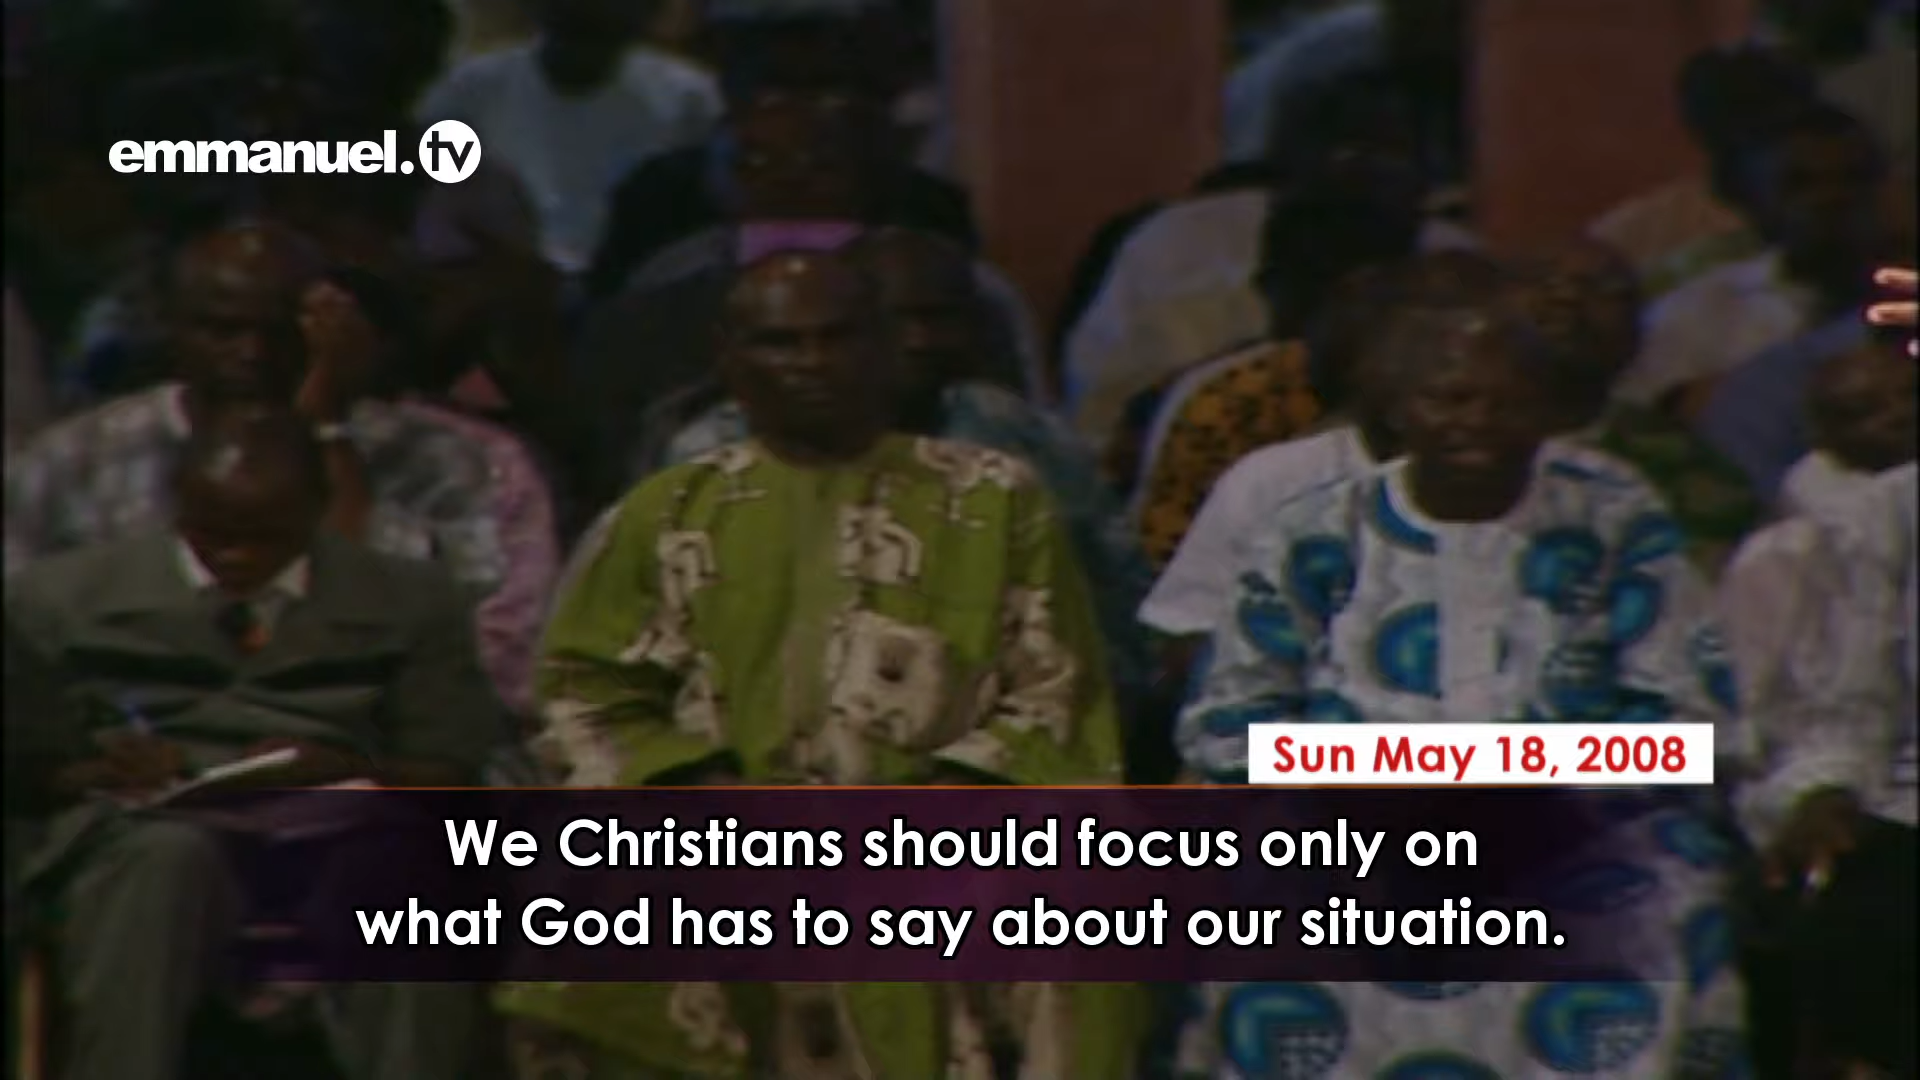 emmanuel.tv
Sun May 18, 2008
We Christians should focus only on
what God has to say about our situation.